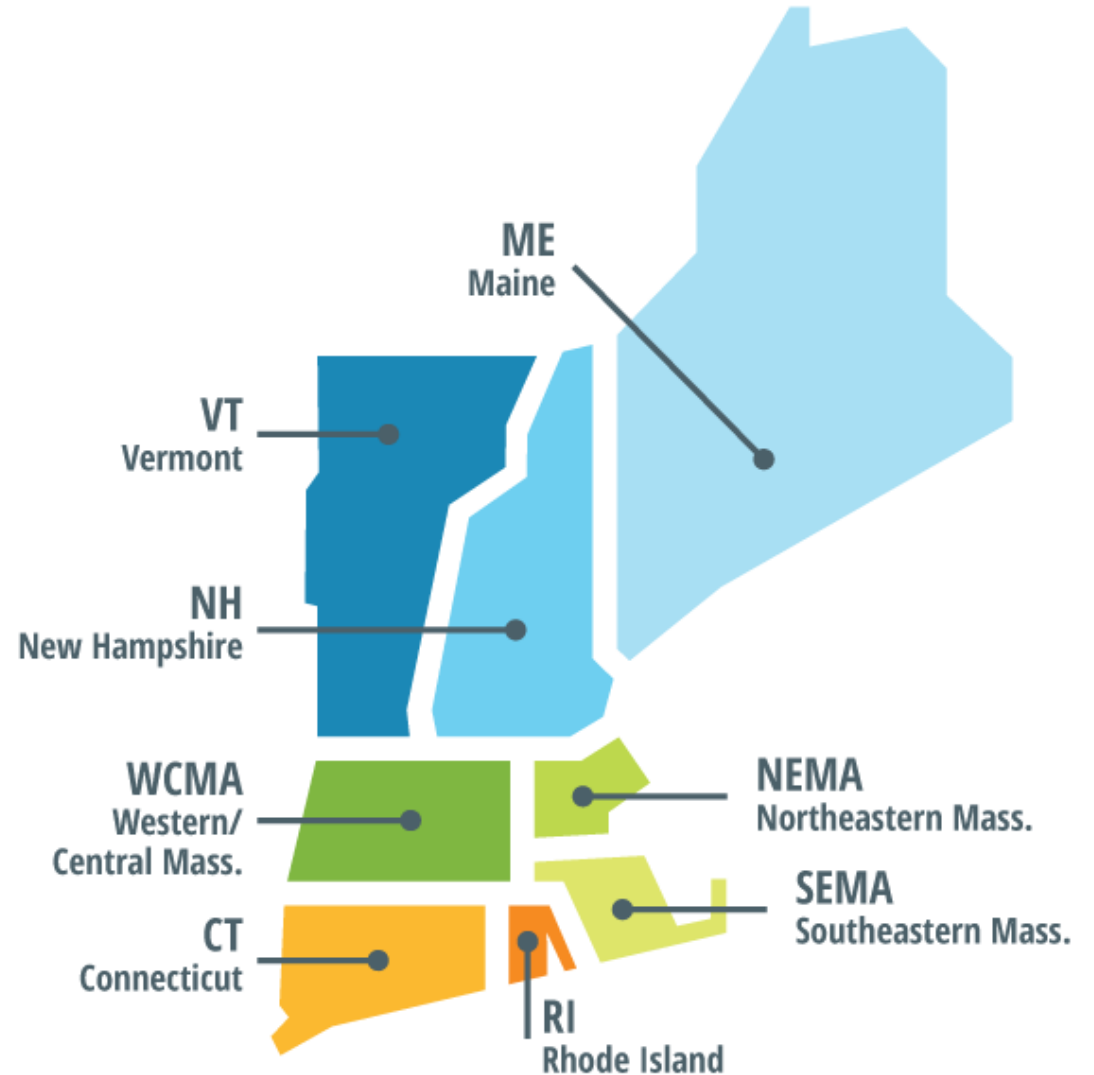 ME
Maine
VT
Vermont
NH
New Hampshire
WCMA
Western/
Central Mass.
NEMA
Northeastern Mass.
SEMA
Southeastern Mass.
CT
Connecticut
RI
Rhode Island